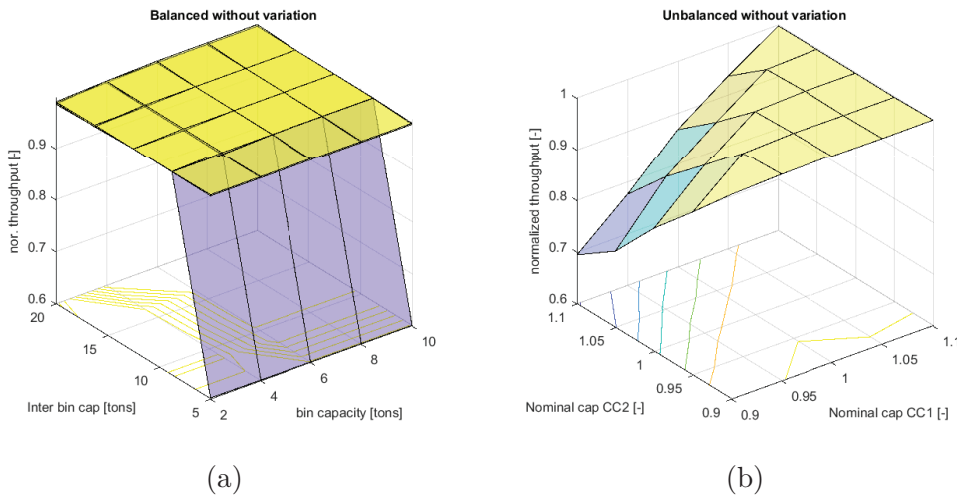 Balanced without variation
nor. throughput [-]
0.9
0.8
0.7
0.6
20
15
10
5
Inter bin cap [tons]
2
4
6
8
10
bin capacity [tons]
(a)
Unbalanced without variation
normalized throughput [-]
1
0.9
0.8
0.7
0.6
1.1
1.05
1
0.95
0.9
Nominal cap CC2 [-]
0.9
0.95
1
1.05
1.1
Nominal cap CC1 [-]
(b)